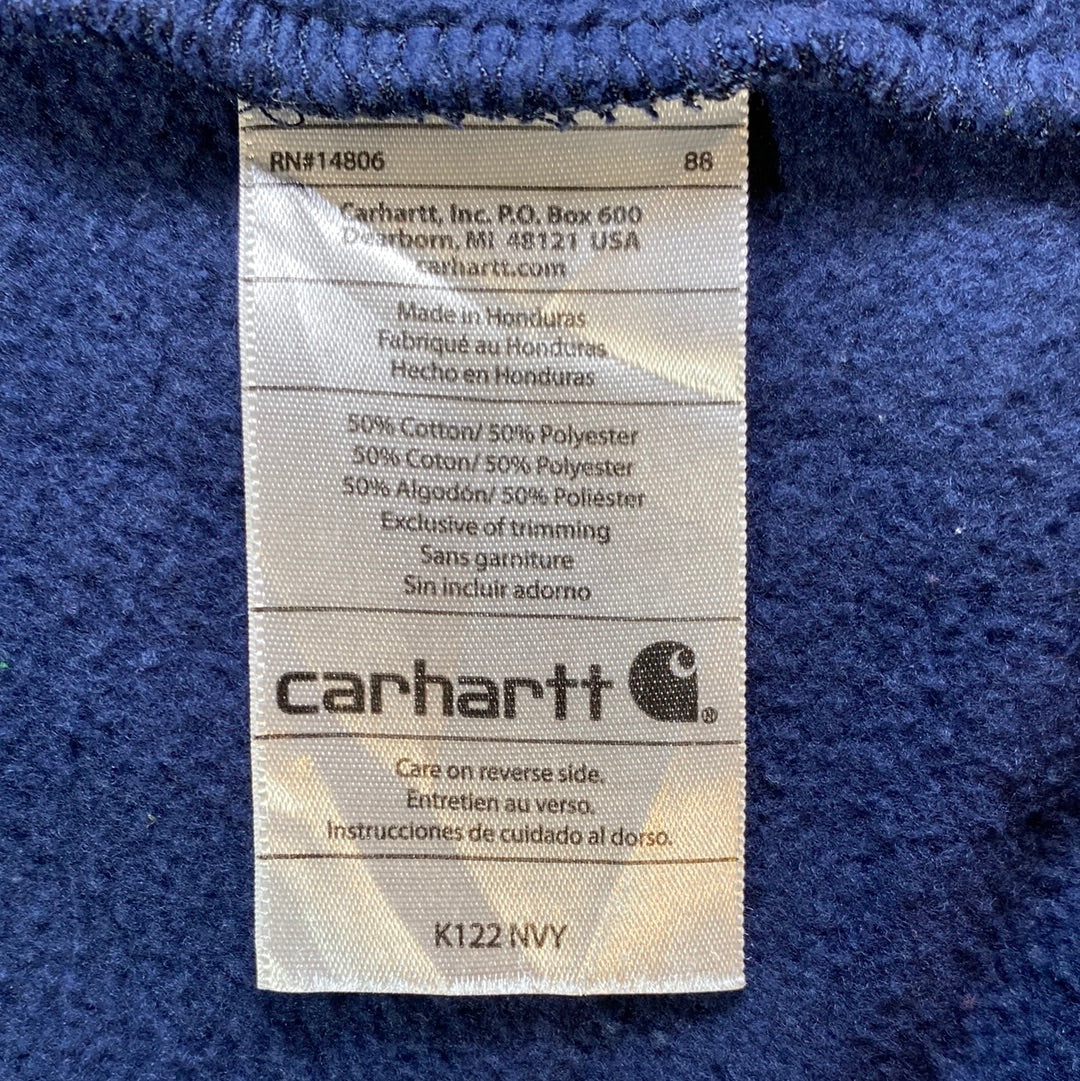 RN#14806 88
Carhartt, Inc. P.O. Box 600
Dearborn, MI 48121 USA
carhartt.com
Made in Honduras
Fabriqué au Honduras
Hecho en Honduras
50% Cotton/ 50% Polyester
50% Coton/ 50% Polyester
50% Algodón/ 50% Poliéster
Exclusive of trimming
Sans garniture
Sin incluir adorno
carhartt ®
Care on reverse side.
Entretien au verso.
Instrucciones de cuidado al dorso.
K122 NVY